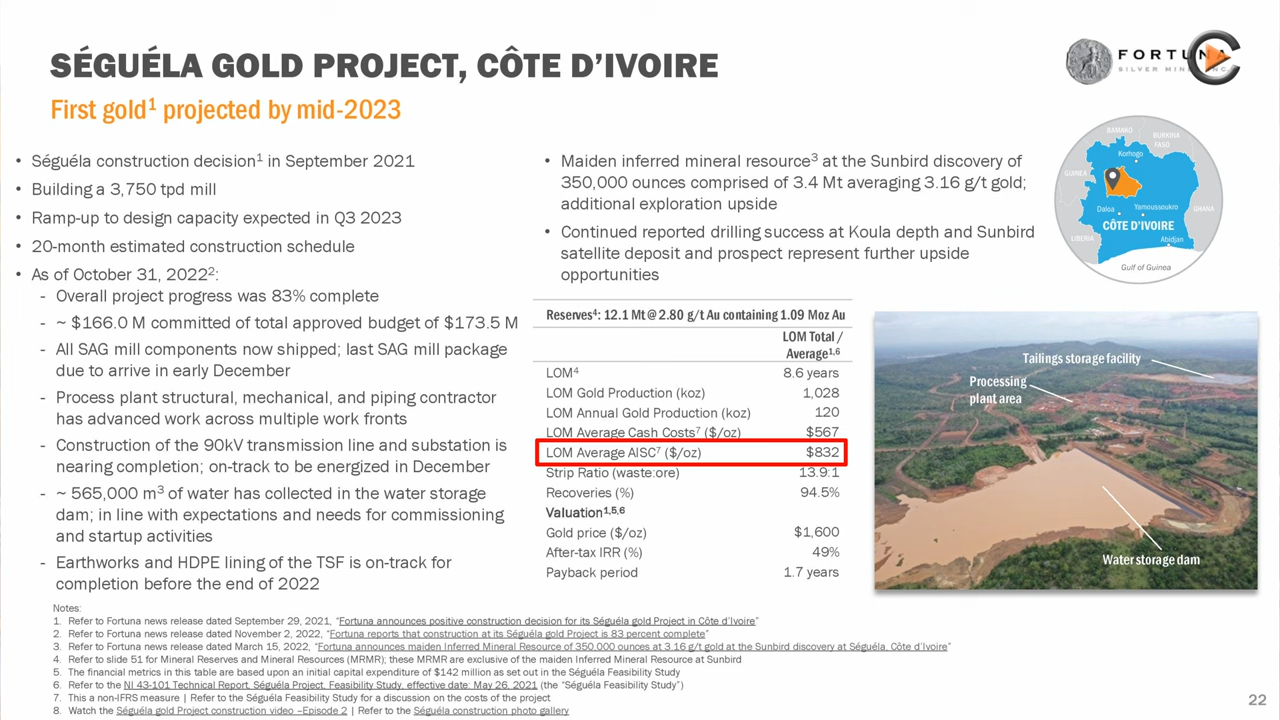 SÉGUÉLA GOLD PROJECT, CÔTE D'IVOIRE
First gold¹ projected by mid-2023
• Séguéla construction decision¹ in September 2021
• Building a 3,750 tpd mill
• Ramp-up to design capacity expected in Q3 2023
• 20-month estimated construction schedule
• As of October 31, 2022²:
- Overall project progress was 83% complete
- ~ $166.0 M committed of total approved budget of $173.5 M
- All SAG mill components now shipped; last SAG mill package
due to arrive in early December
- Process plant structural, mechanical, and piping contractor
has advanced work across multiple work fronts
- Construction of the 90kV transmission line and substation is
nearing completion; on-track to be energized in December
- ~ 565,000 m³ of water has collected in the water storage
dam; in line with expectations and needs for commissioning
and startup activities
- Earthworks and HDPE lining of the TSF is on-track for
completion before the end of 2022
• Maiden inferred mineral resource³ at the Sunbird discovery of
350,000 ounces comprised of 3.4 Mt averaging 3.16 g/t gold;
additional exploration upside
• Continued reported drilling success at Koula depth and Sunbird
satellite deposit and prospect represent further upside
opportunities
Reserves⁴: 12.1 Mt @ 2.80 g/t Au containing 1.09 Moz Au
LOM Total /
Average¹,⁶
LOM⁴ 8.6 years
LOM Gold Production (koz) 1,028
LOM Annual Gold Production (koz) 120
LOM Average Cash Costs⁷ ($/oz) $567
LOM Average AISC⁷ ($/oz) $832
Strip Ratio (waste:ore) 13.9:1
Recoveries (%) 94.5%
Valuation¹,⁵,⁶
Gold price ($/oz) $1,600
After-tax IRR (%) 49%
Payback period 1.7 years
SILVER
BAMAKO
BURKINA
FASO
Korhogo
GUINEA
Daloa
Yamoussoukro
GHANA
CÔTE D'IVOIRE
LIBERIA
Abidjan
Gulf of Guinea
Tailings storage facility
Processing
plant area
Water storage dam
Notes:
1. Refer to Fortuna news release dated September 29, 2021, "Fortuna announces positive construction decision for its Séguéla gold Project in Côte d'Ivoire"
2. Refer to Fortuna news release dated November 2, 2022, "Fortuna reports that construction at its Séguéla gold Project is 83 percent complete"
3. Refer to Fortuna news release dated March 15, 2022, "Fortuna announces maiden Inferred Mineral Resource of 350,000 ounces at 3.16 g/t gold at the Sunbird discovery at Séguéla, Côte d'Ivoire"
4. Refer to slide 51 for Mineral Reserves and Mineral Resources (MRMR); these MRMR are exclusive of the maiden Inferred Mineral Resource at Sunbird
5. The financial metrics in this table are based upon an initial capital expenditure of $142 million as set out in the Séguéla Feasibility Study
6. Refer to the NI 43-101 Technical Report, Séguéla Project, Feasibility Study, effective date: May 26, 2021 (the "Séguéla Feasibility Study")
7. This a non-IFRS measure | Refer to the Séguéla Feasibility Study for a discussion on the costs of the project
8. Watch the Séguéla gold Project construction video –Episode 2 | Refer to the Séguéla construction photo gallery
22